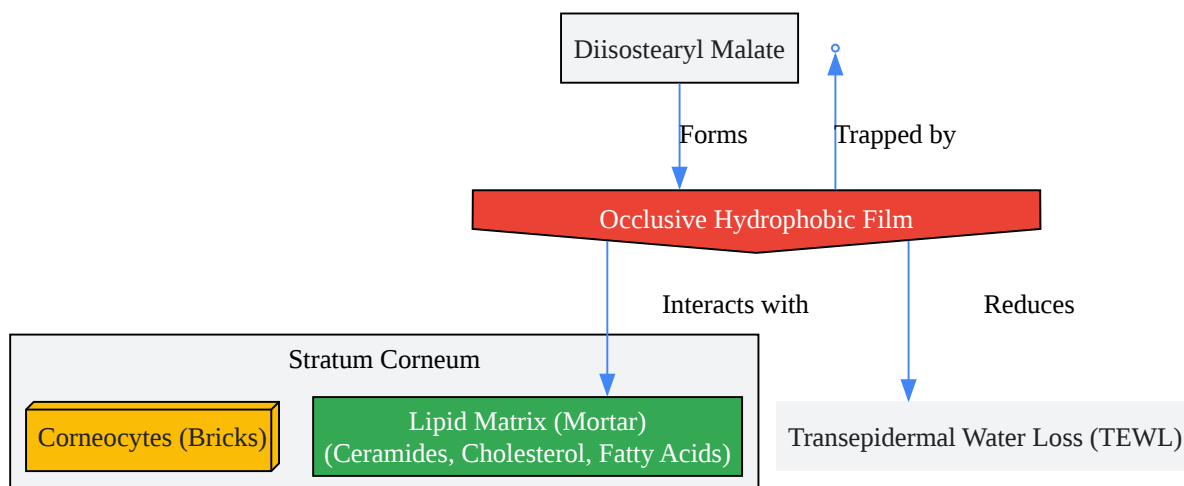 Diisostearyl Malate
Forms
Trapped by
Occlusive Hydrophobic Film
Interacts with
Reduces
Stratum Corneum
Corneocytes (Bricks)
Lipid Matrix (Mortar)
(Ceramides, Cholesterol, Fatty Acids)
Transepidermal Water Loss (TEWL)